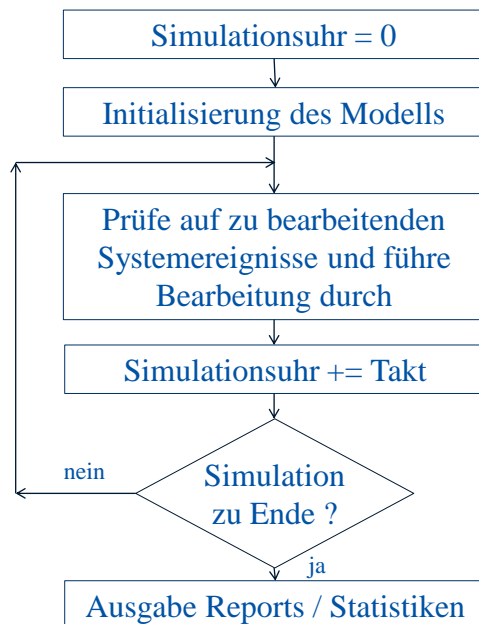 Simulationsuhr = 0
Initialisierung des Modells
Prüfe auf zu bearbeitenden
Systemereignisse und führe
Bearbeitung durch
Simulationsuhr += Takt
nein
Simulation
zu Ende ?
ja
Ausgabe Reports / Statistiken